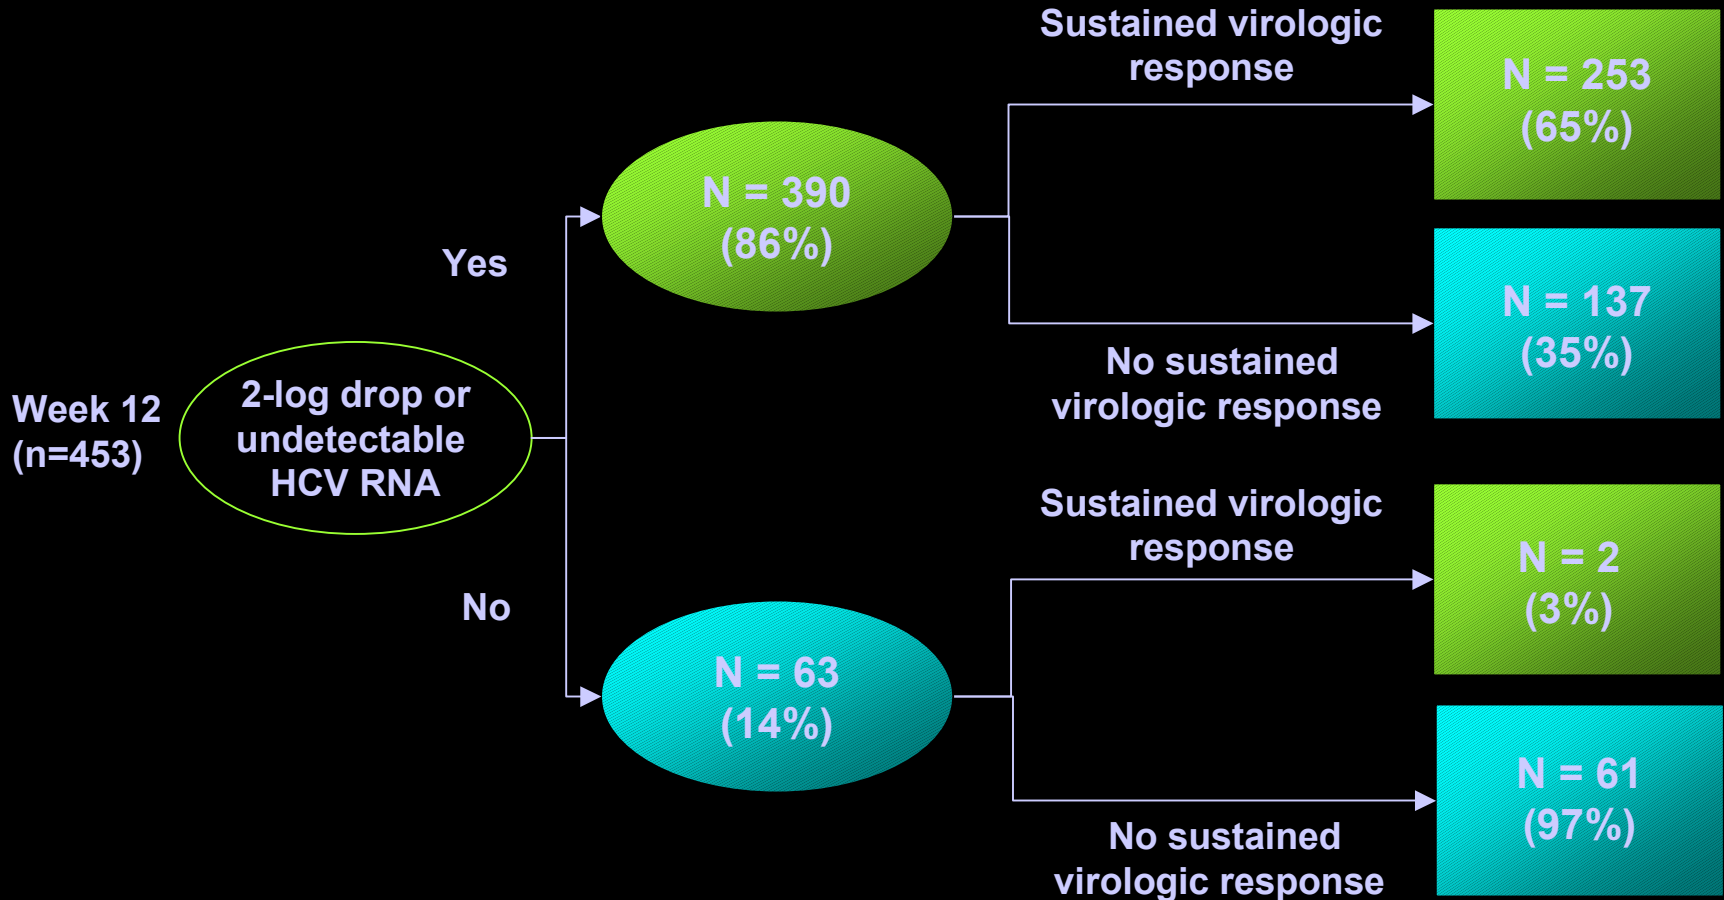 Week 12
(n=453)
2-log drop or
undetectable
HCV RNA
Yes
No
N = 390
(86%)
N = 63
(14%)
Sustained virologic
response
N = 253
(65%)
No sustained
virologic response
N = 137
(35%)
Sustained virologic
response
N = 2
(3%)
No sustained
virologic response
N = 61
(97%)